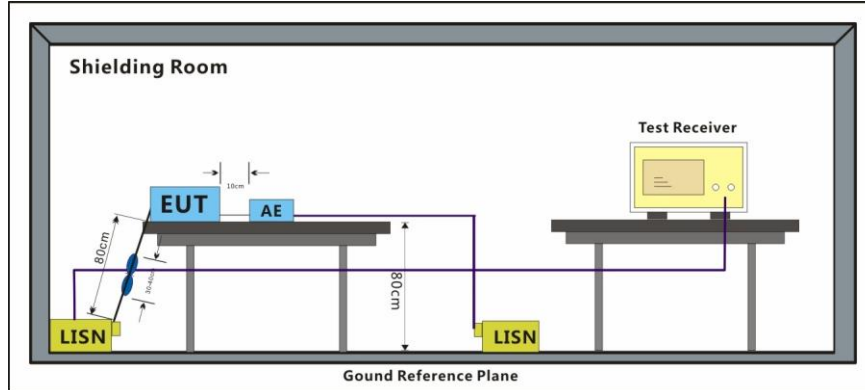 Shielding Room
Test Receiver
10cm
EUT
AE
80cm
30-40cm
80cm
LISN
LISN
Gound Reference Plane